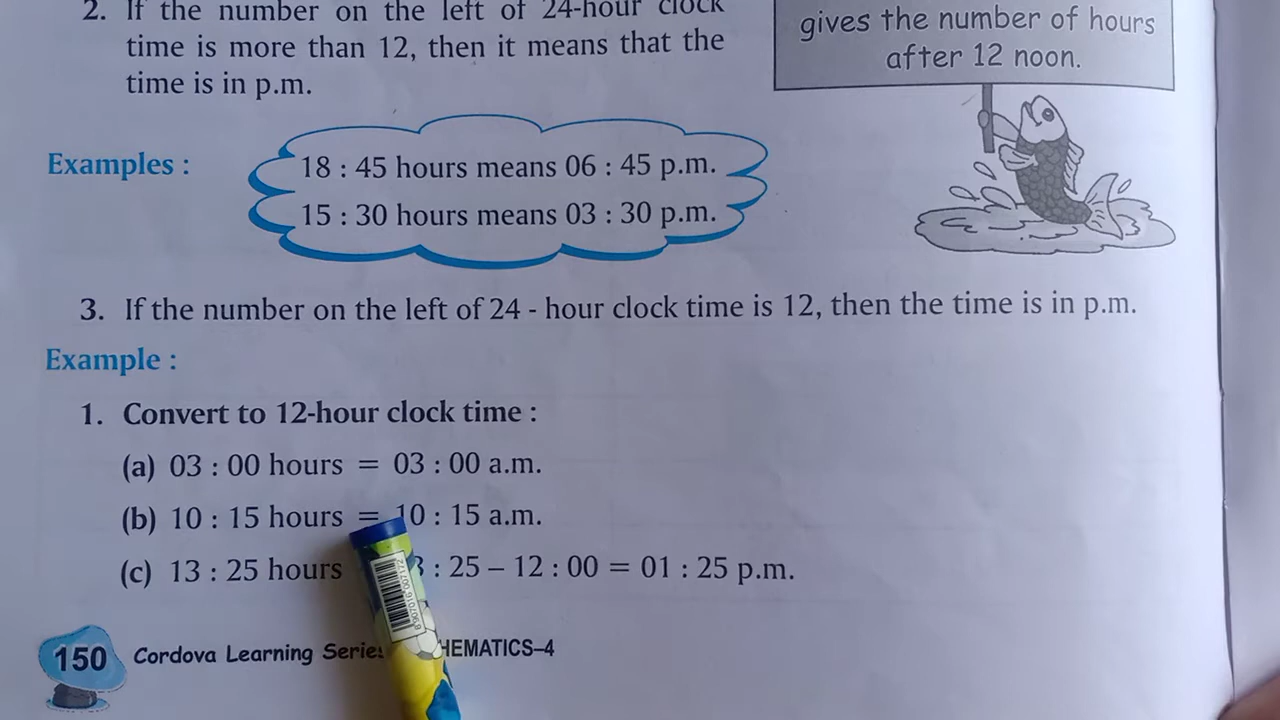 2. If the number on the left of 24-hour clock
time is more than 12, then it means that the
time is in p.m.
gives the number of hours
after 12 noon.
Examples :
18 : 45 hours means 06 : 45 p.m.
15 : 30 hours means 03 : 30 p.m.
3. If the number on the left of 24 - hour clock time is 12, then the time is in p.m.
Example :
1. Convert to 12-hour clock time :
(a) 03 : 00 hours = 03 : 00 a.m.
(b) 10 : 15 hours = 10 : 15 a.m.
(c) 13 : 25 hours 3 : 25 – 12 : 00 = 01 : 25 p.m.
150 Cordova Learning Series HEMATICS–4